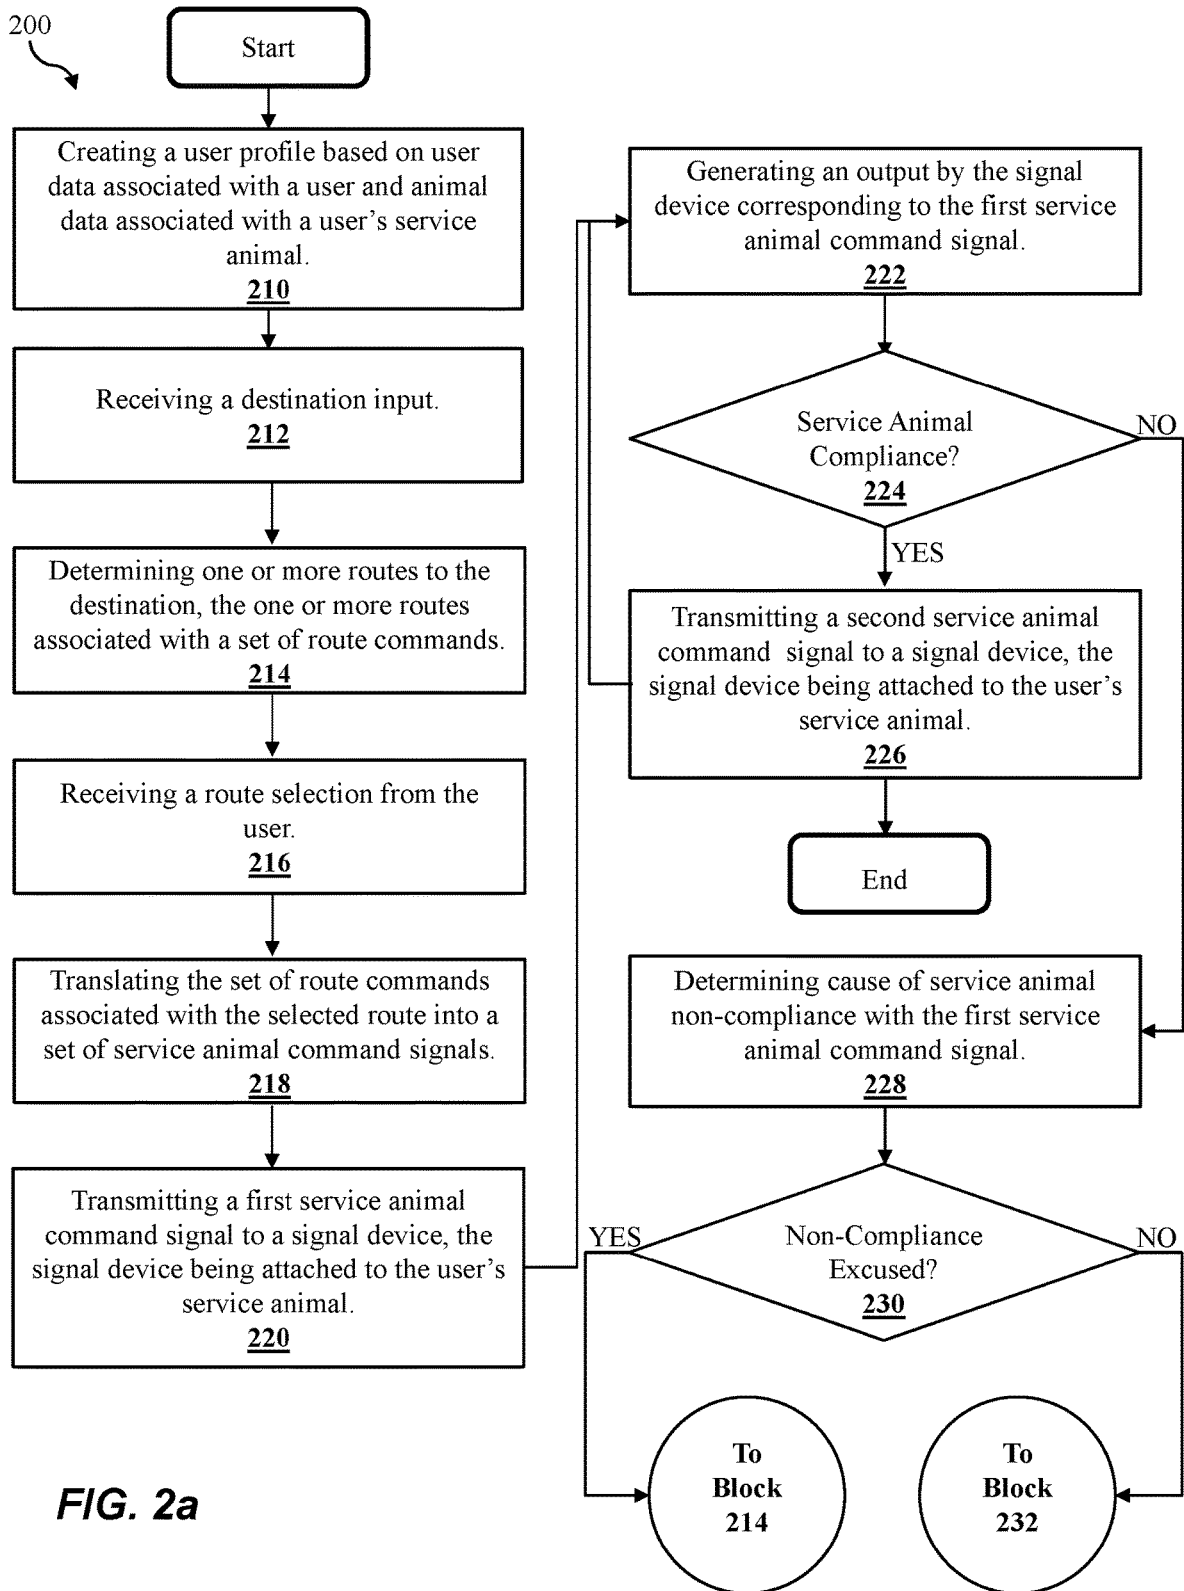 200
Start
Creating a user profile based on user
data associated with a user and animal
data associated with a user's service
animal.
210
Receiving a destination input.
212
Determining one or more routes to the
destination, the one or more routes
associated with a set of route commands.
214
Receiving a route selection from the
user.
216
Translating the set of route commands
associated with the selected route into a
set of service animal command signals.
218
Transmitting a first service animal
command signal to a signal device, the
signal device being attached to the user's
service animal.
220
Generating an output by the signal
device corresponding to the first service
animal command signal.
222
Service Animal
Compliance?
224
NO
YES
Transmitting a second service animal
command signal to a signal device, the
signal device being attached to the user's
service animal.
226
End
Determining cause of service animal
non-compliance with the first service
animal command signal.
228
YES
Non-Compliance
Excused?
230
NO
To
Block
214
To
Block
232
FIG. 2a